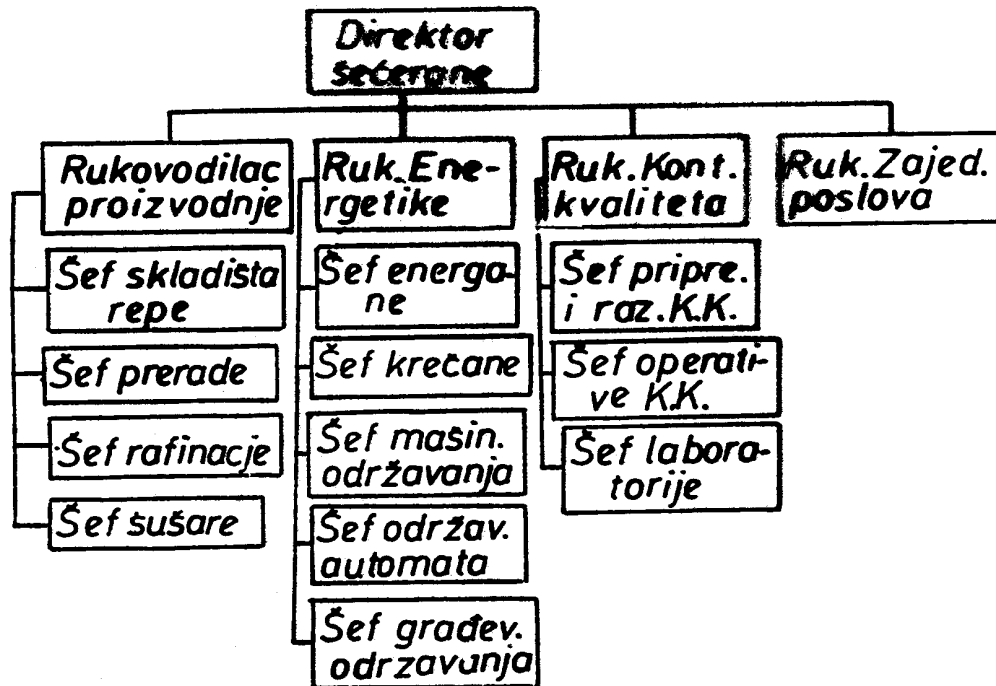 Direktor
šećerane
Rukovodilac
proizvodnje
Šef skladišta
repe
Šef prerade
Šef rafinacje
Šef šušare
Ruk. Ene-
rgetike
Šef energa-
ne
Šef krečane
Šef mašin.
održavanja
Šef održav.
automata
Šef građev.
odrzavanja
Ruk. Kont.
kvaliteta
Šef pripre.
i raz. K.K.
Šef operati-
ve K.K.
Šef labora-
torije
Ruk. Zajed.
poslova